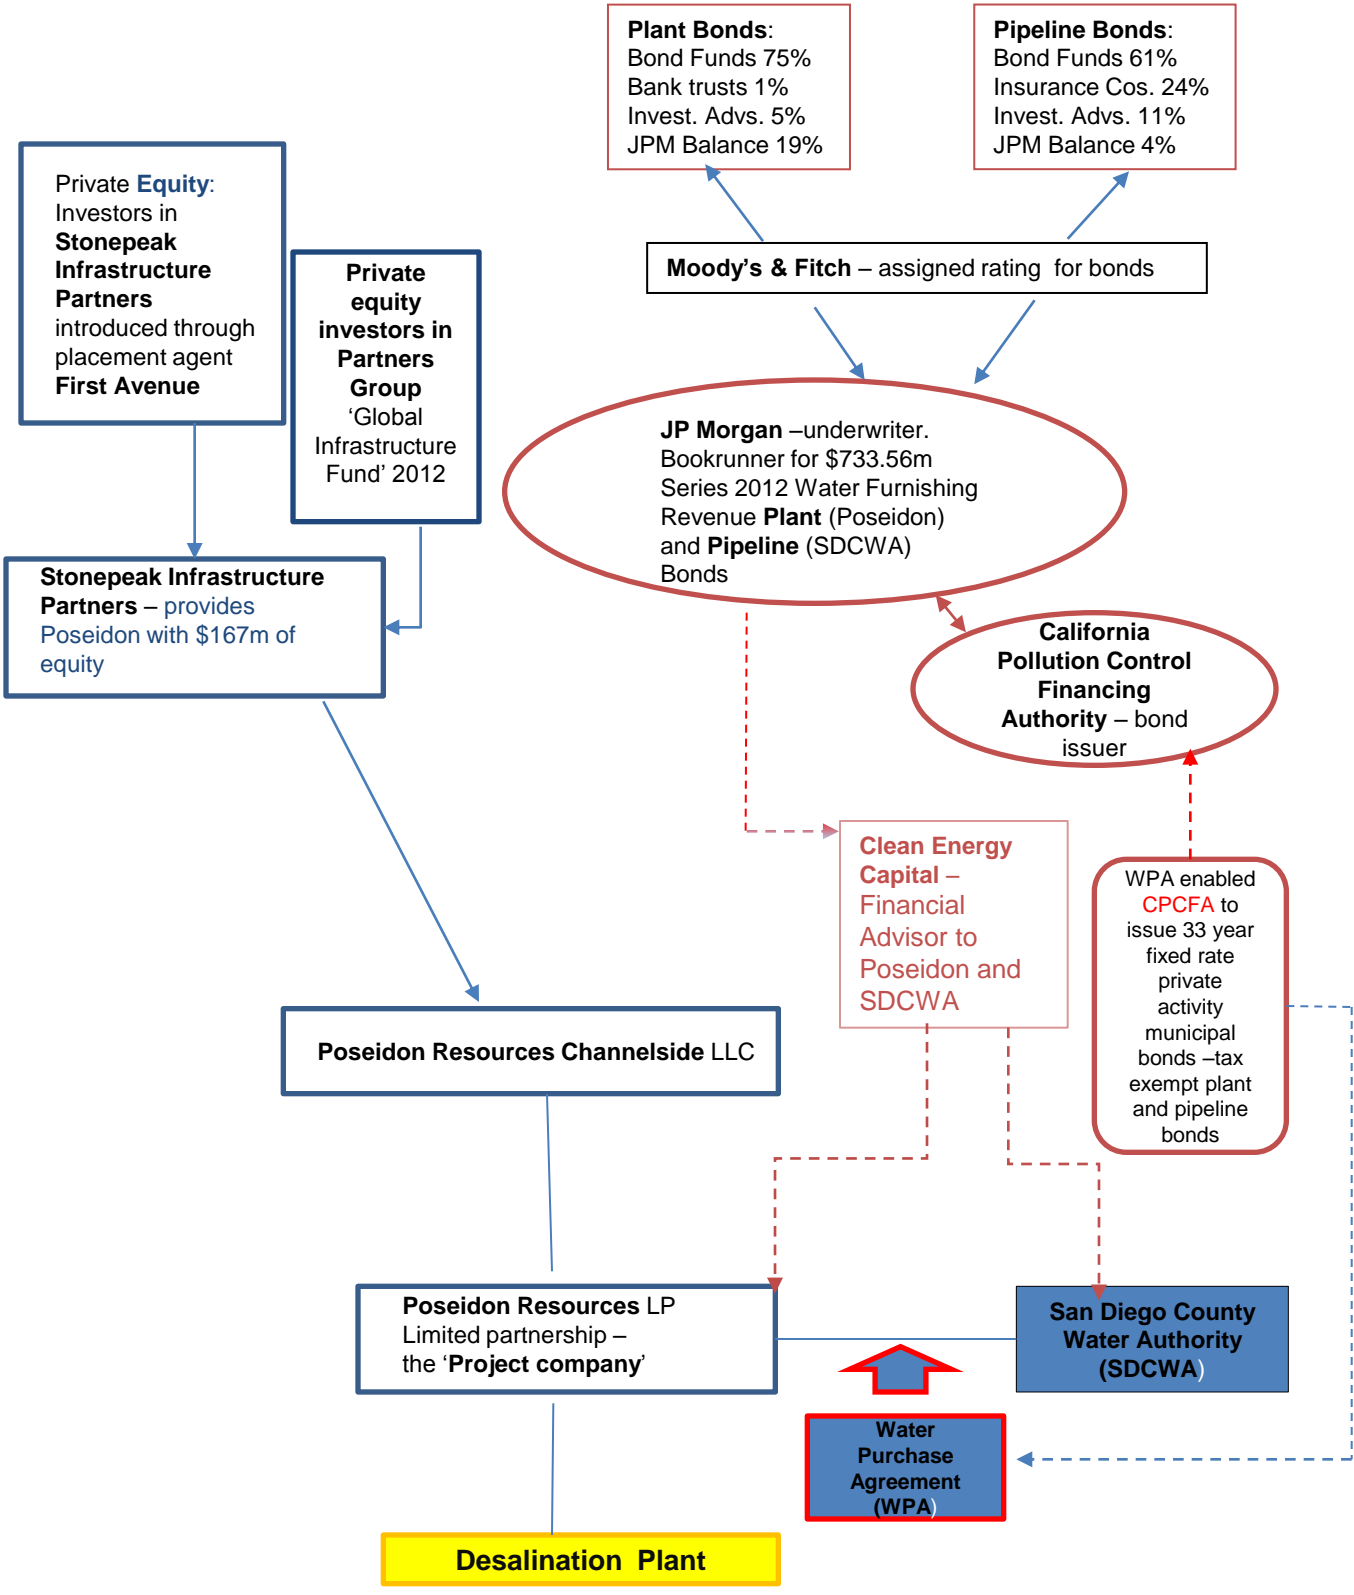 Plant Bonds:
Bond Funds 75%
Bank trusts 1%
Invest. Advs. 5%
JPM Balance 19%
Pipeline Bonds:
Bond Funds 61%
Insurance Cos. 24%
Invest. Advs. 11%
JPM Balance 4%
Private Equity:
Investors in
Stonepeak
Infrastructure
Partners
introduced through
placement agent
First Avenue
Private
equity
investors in
Partners
Group
‘Global
Infrastructure
Fund’ 2012
Moody’s & Fitch – assigned rating for bonds
JP Morgan –underwriter.
Bookrunner for $733.56m
Series 2012 Water Furnishing
Revenue Plant (Poseidon)
and Pipeline (SDCWA)
Bonds
Stonepeak Infrastructure
Partners – provides
Poseidon with $167m of
equity
California
Pollution Control
Financing
Authority – bond
issuer
Clean Energy
Capital –
Financial
Advisor to
Poseidon and
SDCWA
WPA enabled
CPCFA to
issue 33 year
fixed rate
private
activity
municipal
bonds –tax
exempt plant
and pipeline
bonds
Poseidon Resources Channelside LLC
Poseidon Resources LP
Limited partnership –
the ‘Project company’
San Diego County
Water Authority
(SDCWA)
Water
Purchase
Agreement
(WPA)
Desalination Plant